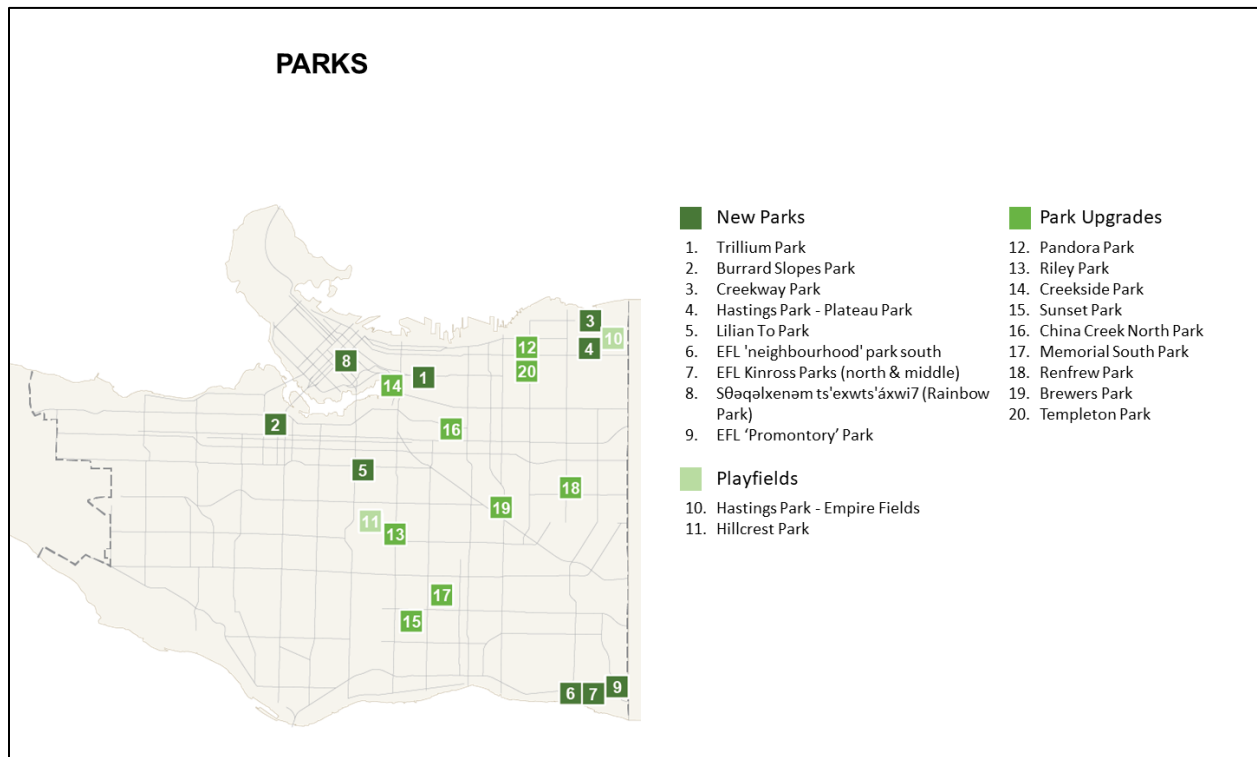 PARKS
New Parks
1. Trillium Park
2. Burrard Slopes Park
3. Creekway Park
4. Hastings Park - Plateau Park
5. Lilian To Park
6. EFL 'neighbourhood' park south
7. EFL Kinross Parks (north & middle)
8. Sθəqəlxenəm ts'exwts'áxwi7 (Rainbow
Park)
9. EFL ‘Promontory’ Park
Playfields
10. Hastings Park - Empire Fields
11. Hillcrest Park
Park Upgrades
12. Pandora Park
13. Riley Park
14. Creekside Park
15. Sunset Park
16. China Creek North Park
17. Memorial South Park
18. Renfrew Park
19. Brewers Park
20. Templeton Park
3
10
12
4
8
20
1
14
2
16
5
18
19
11
13
17
15
9
6
7